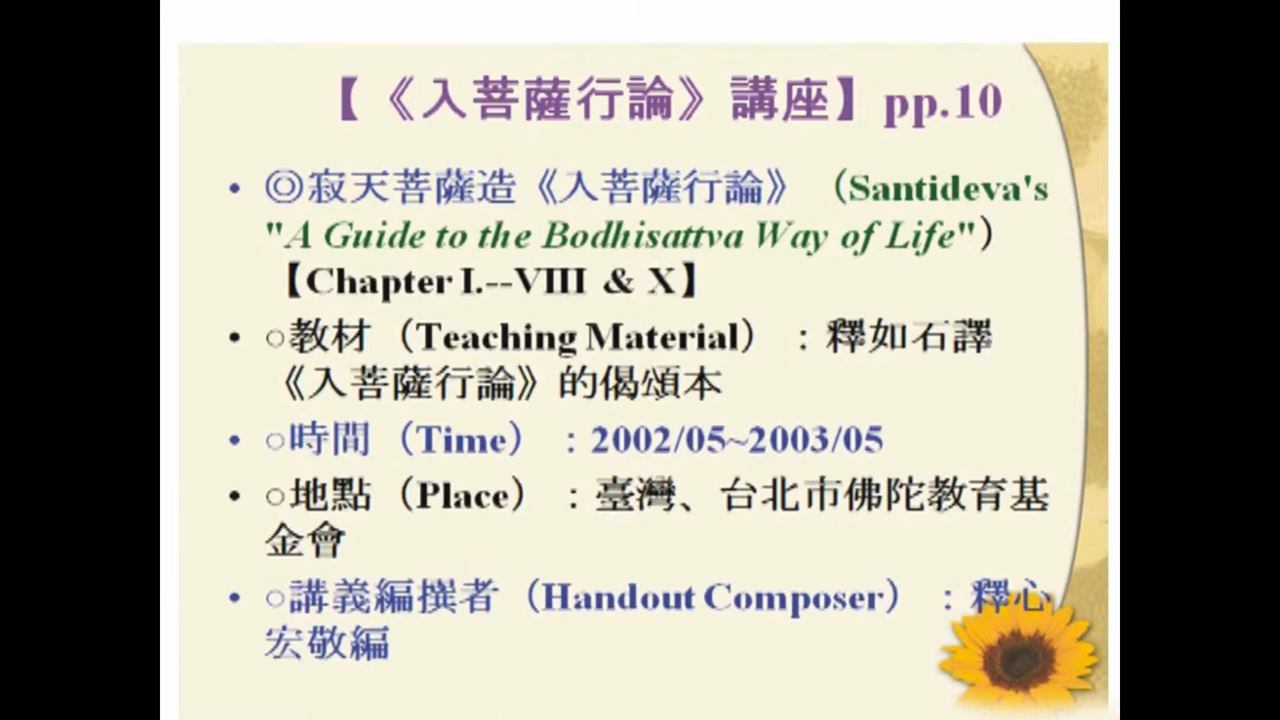 【《入菩薩行論》講座】pp.10
• ◎寂天菩薩造《入菩薩行論》（Santideva's
"A Guide to the Bodhisattva Way of Life"）
【Chapter I.--VIII & X】
• ○教材（Teaching Material）：釋如石譯
《入菩薩行論》的偈頌本
• ○時間（Time）：2002/05~2003/05
• ○地點（Place）：臺灣、台北市佛陀教育基
金會
• ○講義編撰者（Handout Composer）：釋心
宏敬編